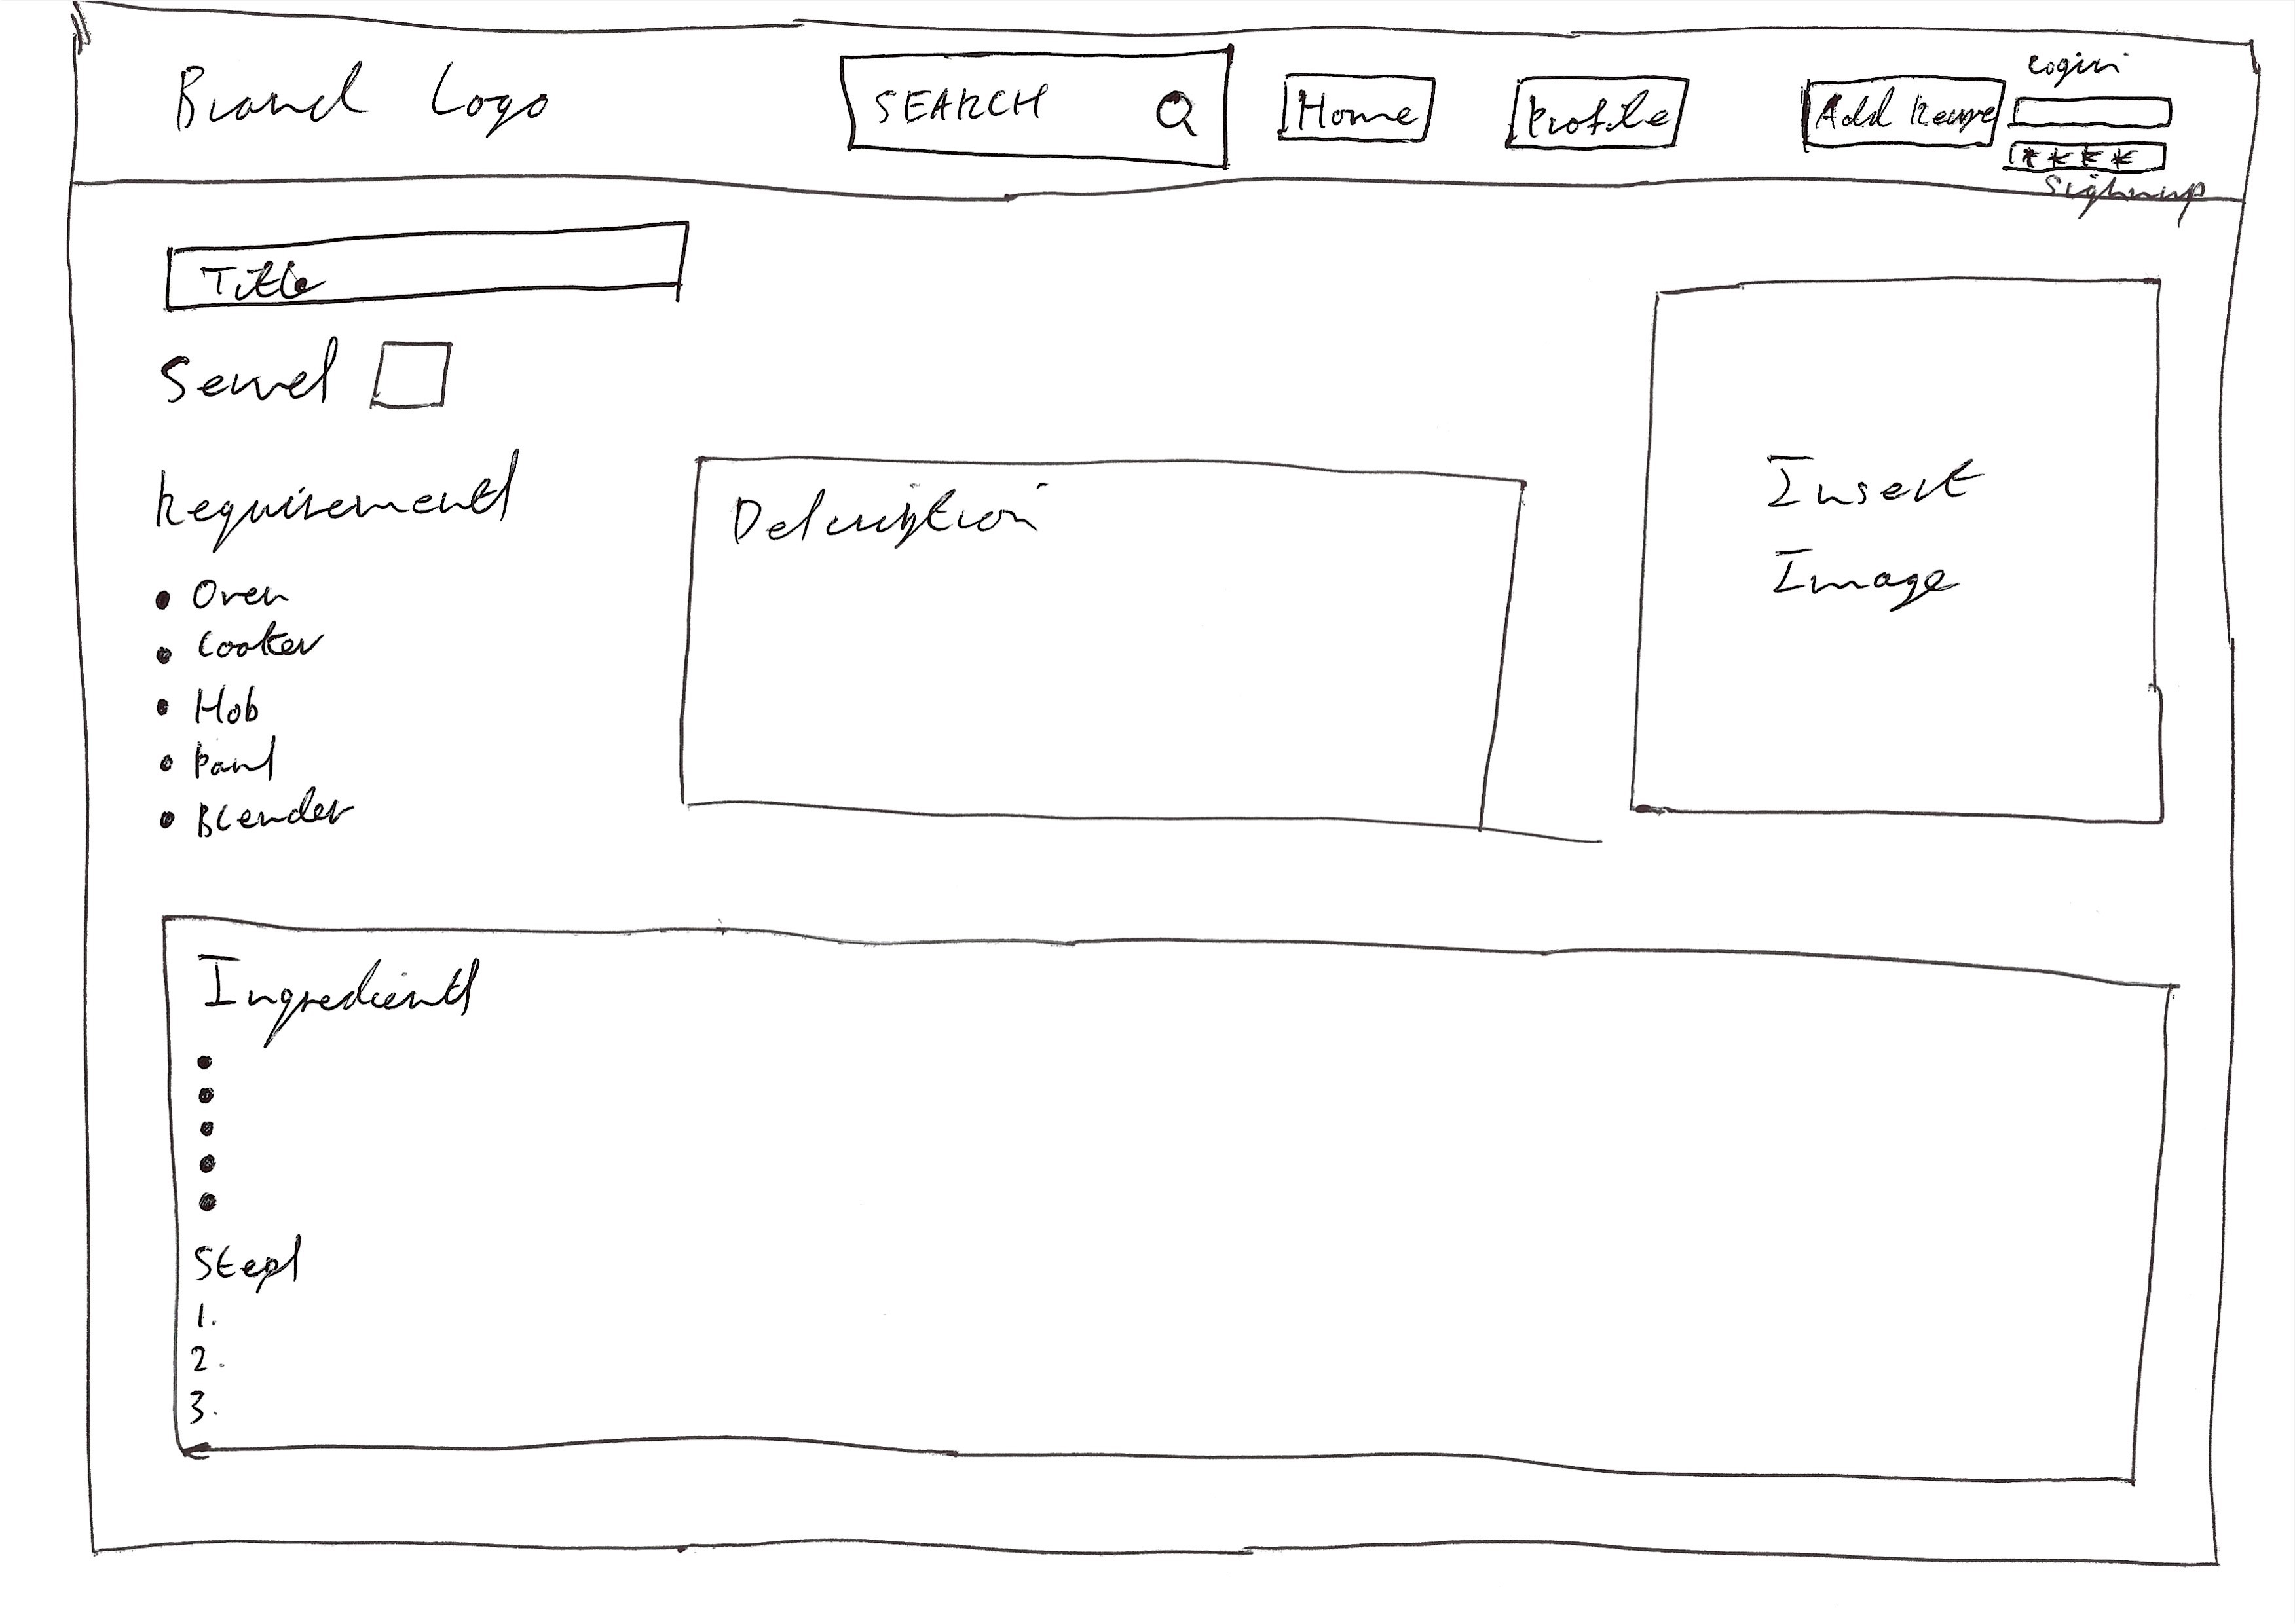 Brand Logo
SEARCH
Home
Profile
Add Recipe
Login
****
Sighnup
Title
Serves
Requirements
• Oven
• Cooker
• Hob
• Pans
• Blender
Description
Insert
Image
Ingredients
•
•
•
•
•
Steps
1.
2.
3.